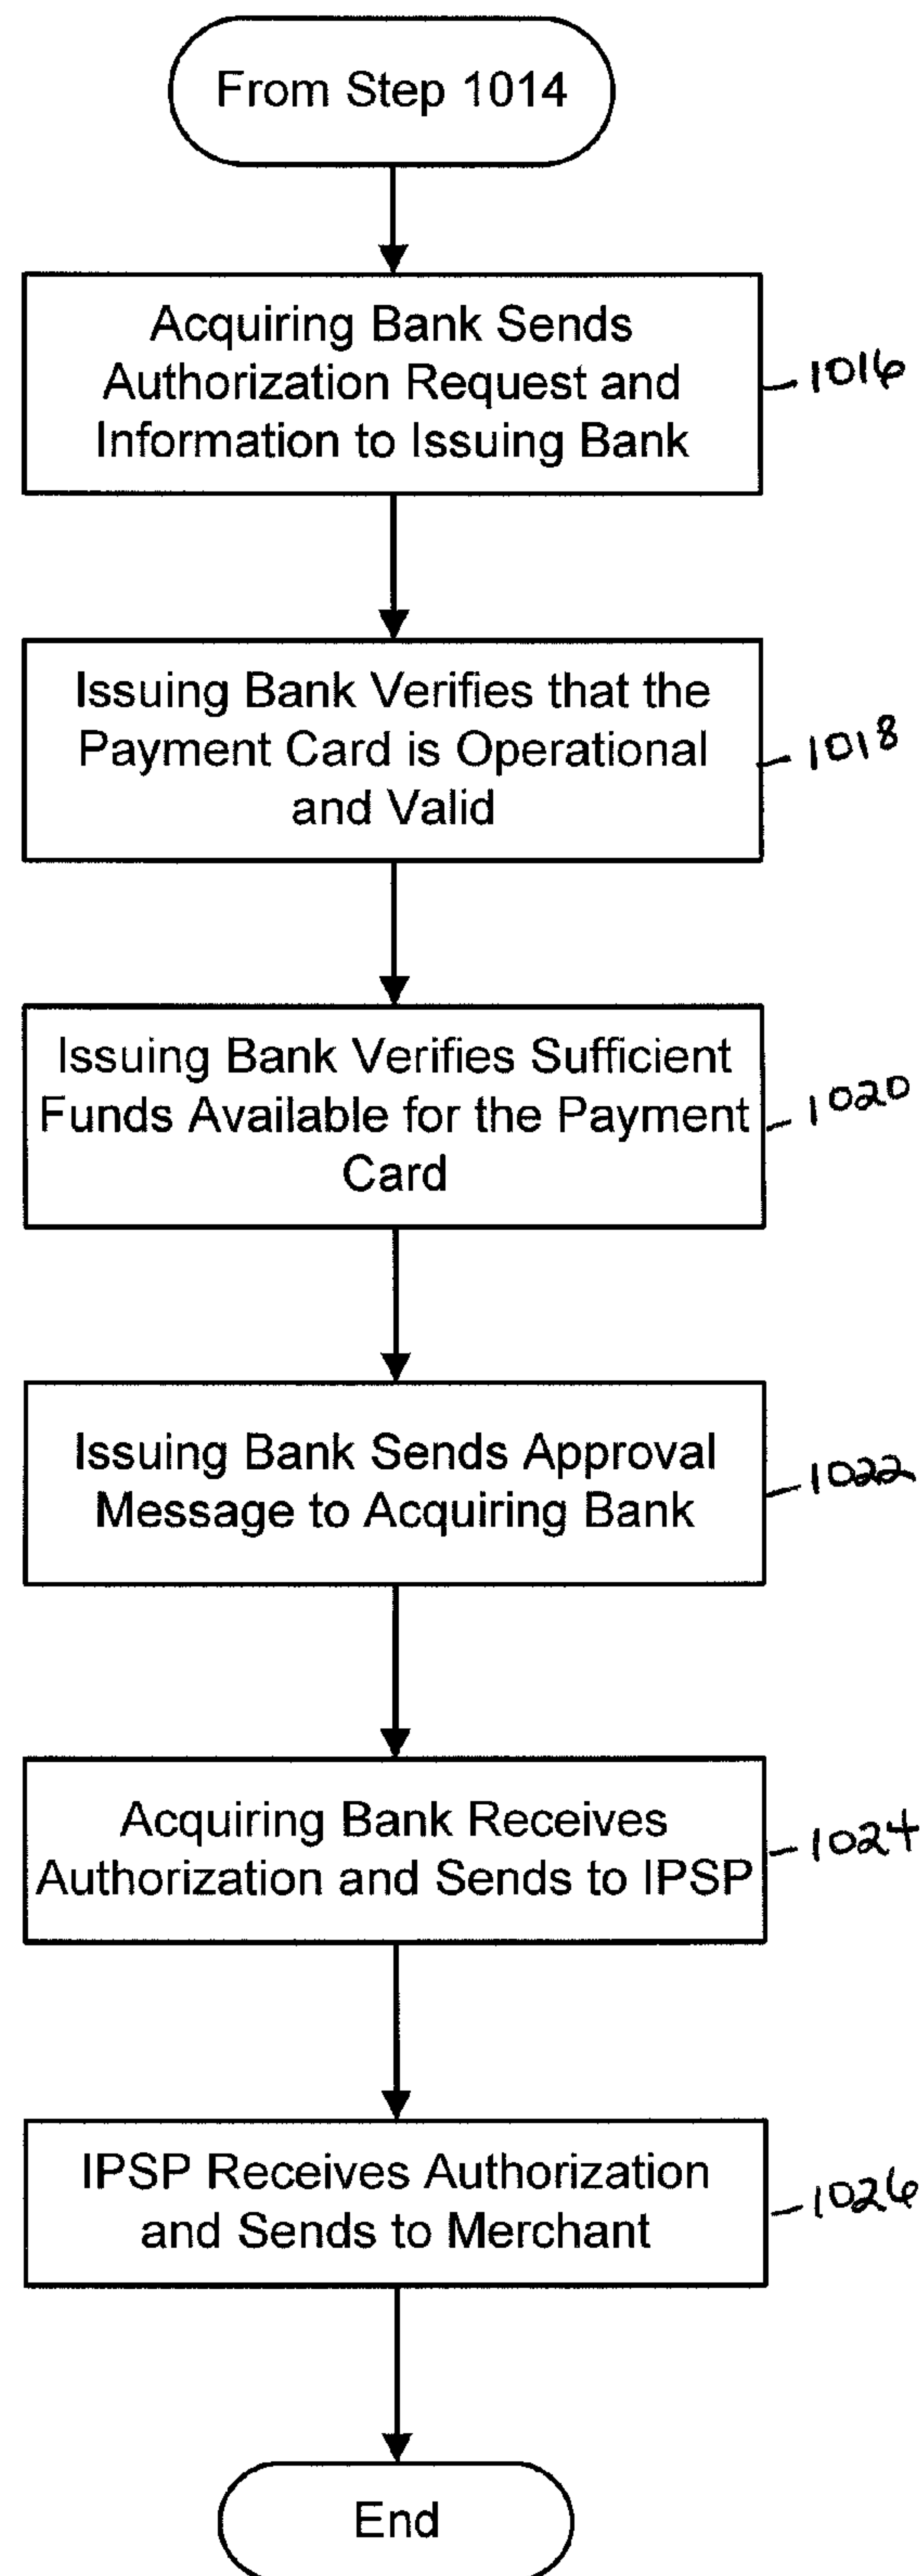 From Step 1014
Acquiring Bank Sends
Authorization Request and
Information to Issuing Bank
1016
Issuing Bank Verifies that the
Payment Card is Operational
and Valid
1018
Issuing Bank Verifies Sufficient
Funds Available for the Payment
Card
1020
Issuing Bank Sends Approval
Message to Acquiring Bank
1022
Acquiring Bank Receives
Authorization and Sends to IPSP
1024
IPSP Receives Authorization
and Sends to Merchant
1026
End